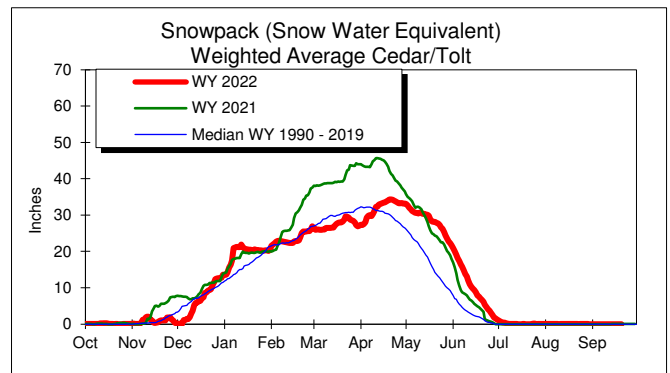 Snowpack (Snow Water Equivalent)
Weighted Average Cedar/Tolt
70
60
50
40
30
20
10
0
Inches
WY 2022
WY 2021
Median WY 1990 - 2019
Oct Nov Dec Jan Feb Mar Apr May Jun Jul Aug Sep